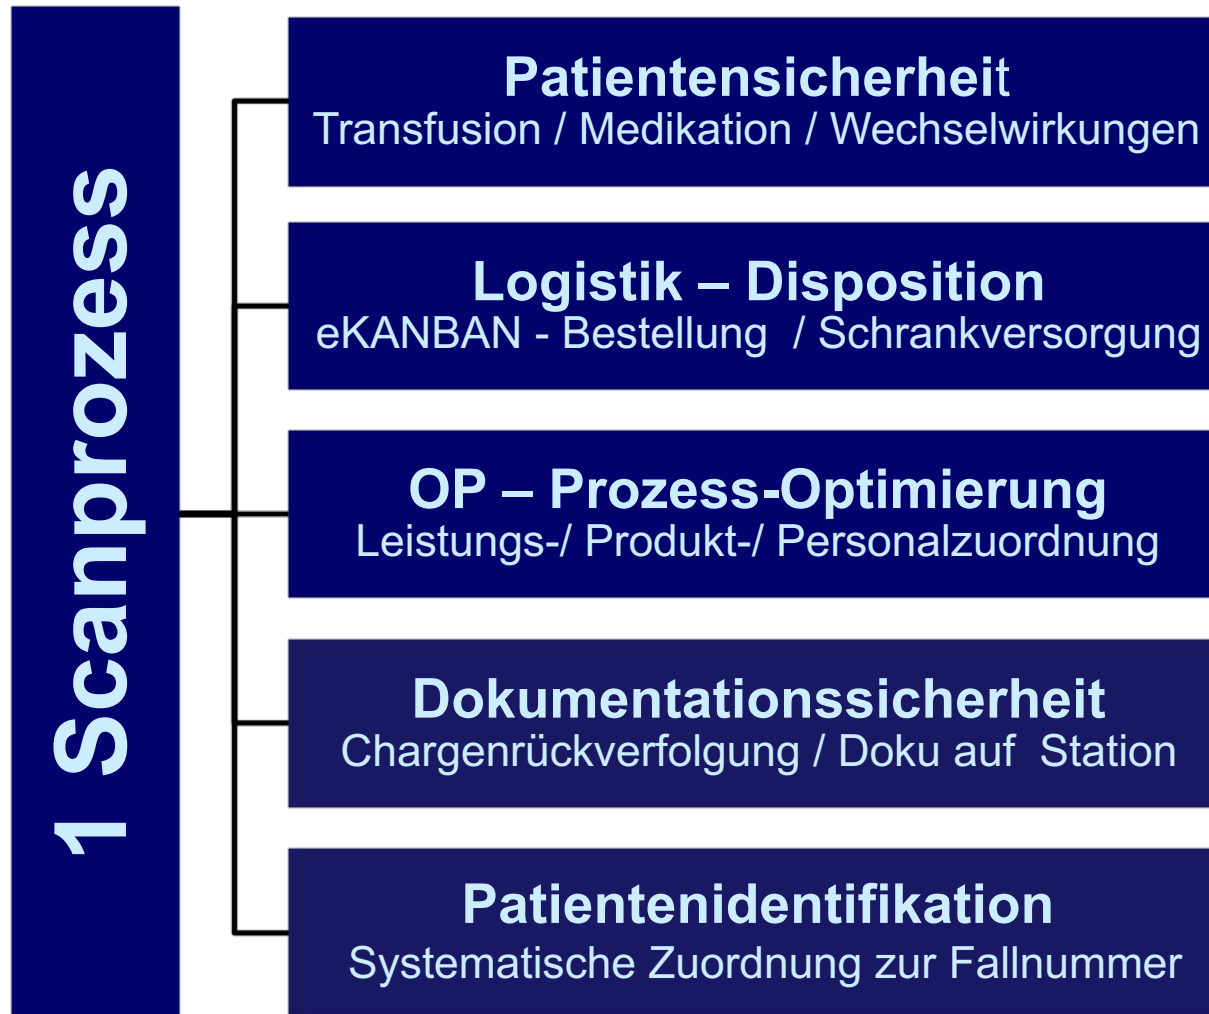 1 Scanprozess
Patientensicherheit
Transfusion / Medikation / Wechselwirkungen
Logistik – Disposition
eKANBAN - Bestellung  / Schrankversorgung
OP – Prozess-Optimierung
Leistungs-/ Produkt-/ Personalzuordnung
Dokumentationssicherheit
Chargenrückverfolgung / Doku auf  Station
Patientenidentifikation
Systematische Zuordnung zur Fallnummer